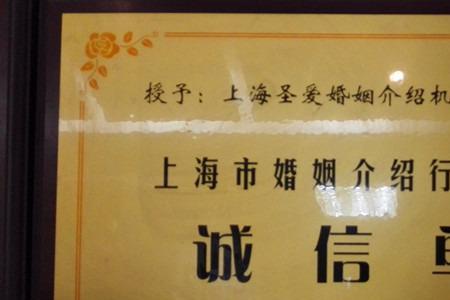 授予：上海圣爱婚姻介绍机
上海市婚姻介绍行
诚信